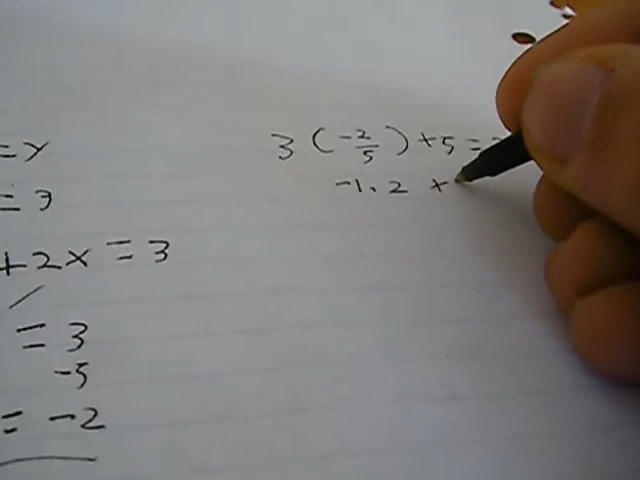 =y
= 3
+2x = 3
= 3
-5
= -2
3 (-2/5) +5 =
-1.2 +